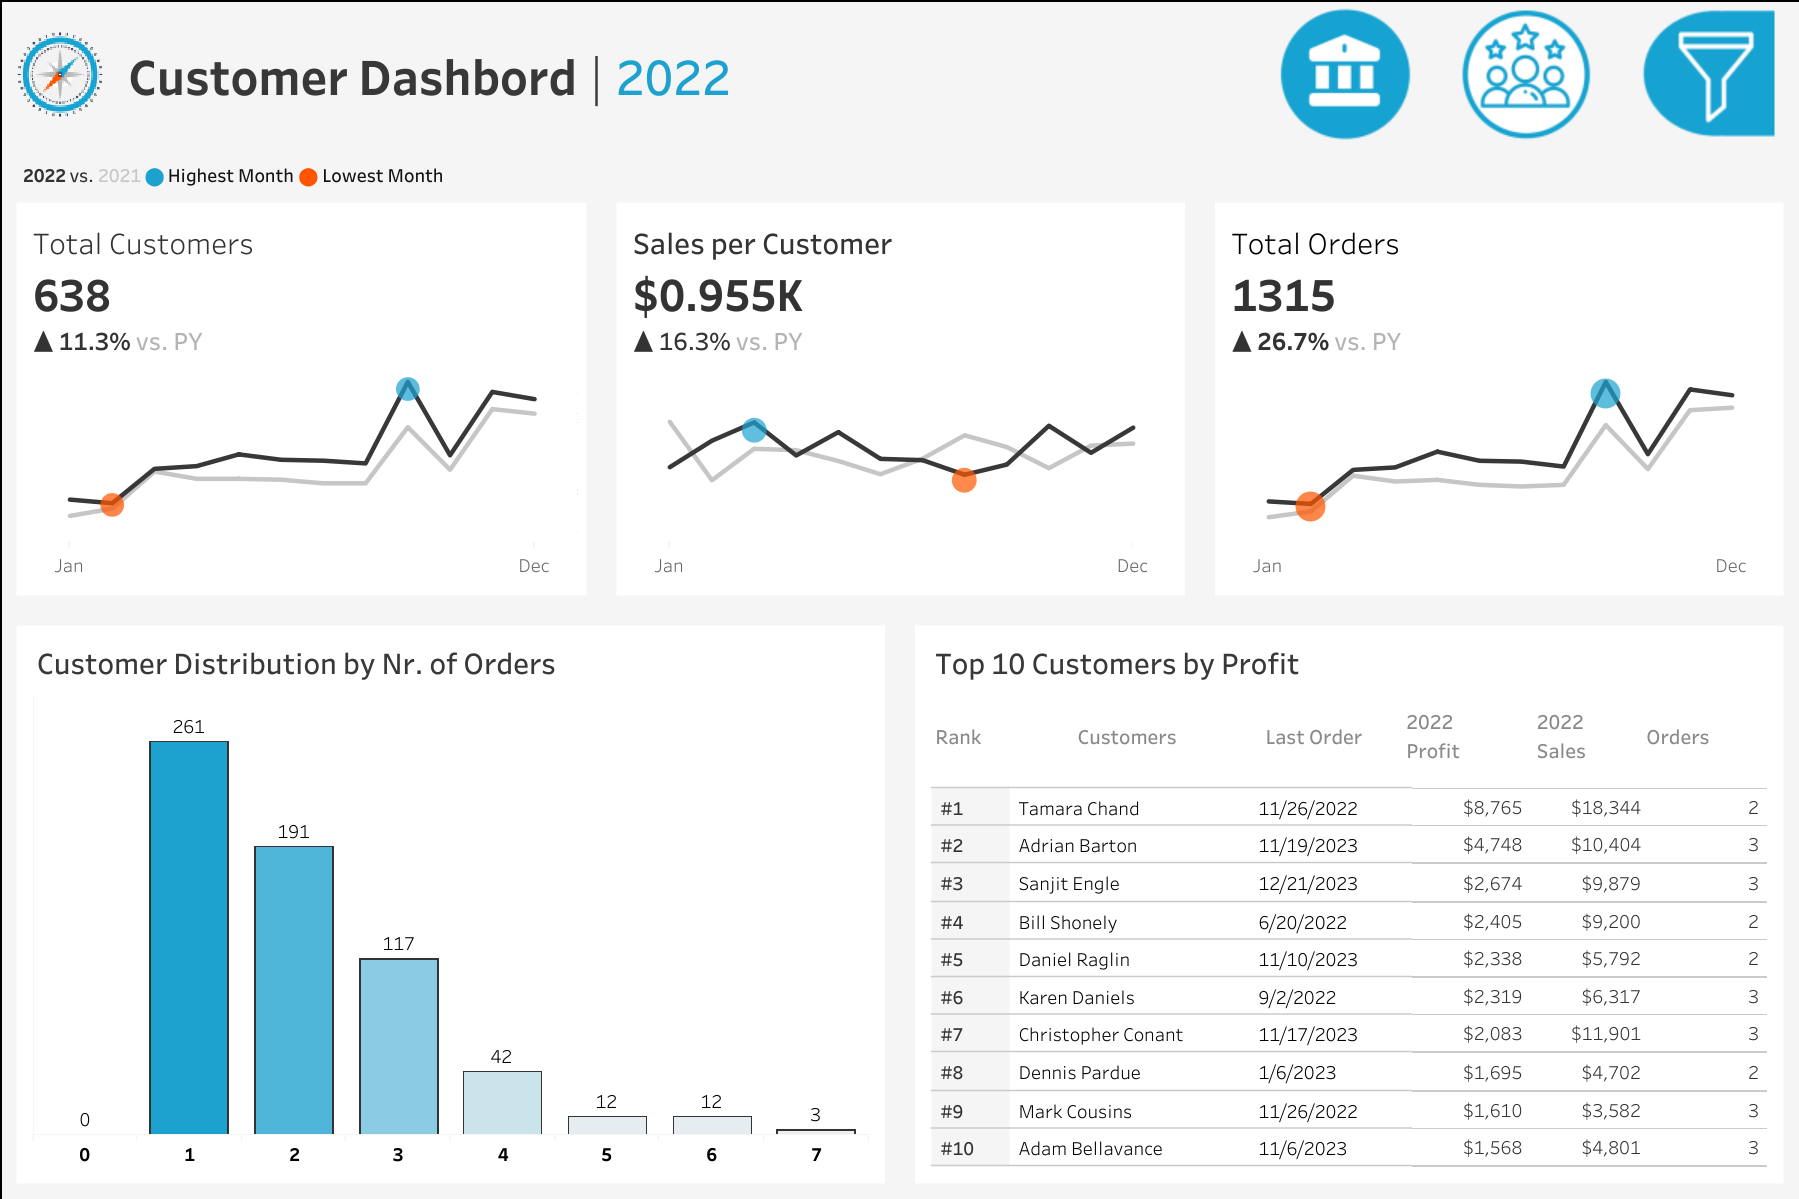 Customer Dashbord | 2022
2022 vs. 2021 Highest Month Lowest Month
Total Customers
638
▲ 11.3% vs. PY
Jan Dec
Sales per Customer
$0.955K
▲ 16.3% vs. PY
Jan Dec
Total Orders
1315
▲ 26.7% vs. PY
Jan Dec
Customer Distribution by Nr. of Orders
0 261 191 117 42 12 12 3
0 1 2 3 4 5 6 7
Top 10 Customers by Profit
Rank Customers Last Order 2022 Profit 2022 Sales Orders
#1 Tamara Chand 11/26/2022 $8,765 $18,344 2
#2 Adrian Barton 11/19/2023 $4,748 $10,404 3
#3 Sanjit Engle 12/21/2023 $2,674 $9,879 3
#4 Bill Shonely 6/20/2022 $2,405 $9,200 2
#5 Daniel Raglin 11/10/2023 $2,338 $5,792 2
#6 Karen Daniels 9/2/2022 $2,319 $6,317 3
#7 Christopher Conant 11/17/2023 $2,083 $11,901 3
#8 Dennis Pardue 1/6/2023 $1,695 $4,702 2
#9 Mark Cousins 11/26/2022 $1,610 $3,582 3
#10 Adam Bellavance 11/6/2023 $1,568 $4,801 3